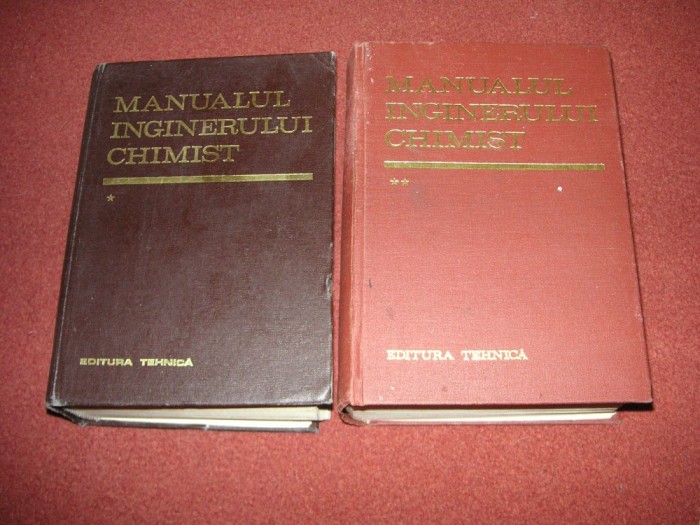 MANUALUL
INGINERULUI
CHIMIST
*
EDITURA TEHNICĂ
MANUALUL
INGINERULUI
CHIMIST
**
EDITURA TEHNICĂ